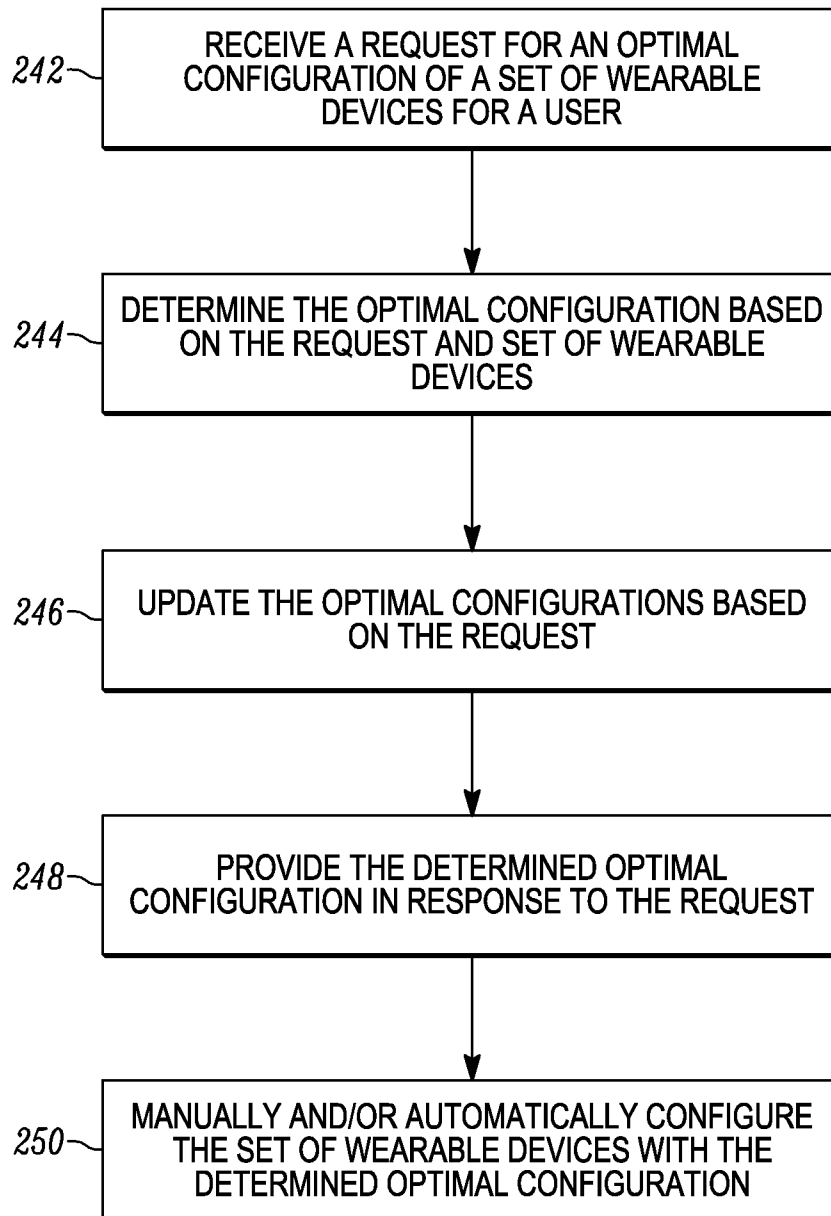 242
RECEIVE A REQUEST FOR AN OPTIMAL
CONFIGURATION OF A SET OF WEARABLE
DEVICES FOR A USER
244
DETERMINE THE OPTIMAL CONFIGURATION BASED
ON THE REQUEST AND SET OF WEARABLE
DEVICES
246
UPDATE THE OPTIMAL CONFIGURATIONS BASED
ON THE REQUEST
248
PROVIDE THE DETERMINED OPTIMAL
CONFIGURATION IN RESPONSE TO THE REQUEST
250
MANUALLY AND/OR AUTOMATICALLY CONFIGURE
THE SET OF WEARABLE DEVICES WITH THE
DETERMINED OPTIMAL CONFIGURATION